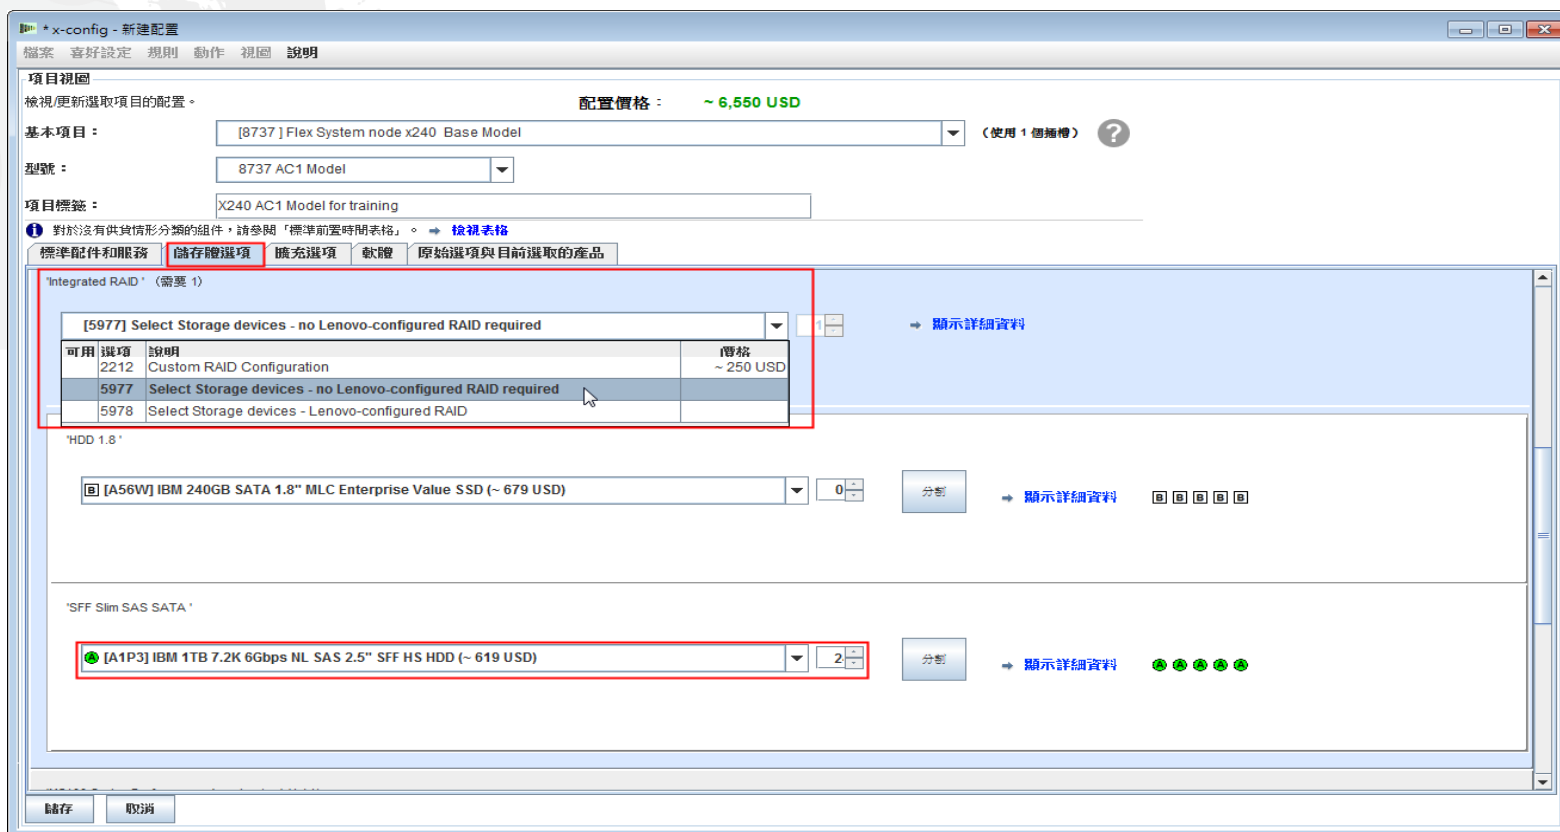 * x-config - 新建配置
檔案 喜好設定 規則 動作 視圖 說明
項目視圖
檢視/更新選取項目的配置。 配置價格： ~ 6,550 USD
基本項目： [8737 ] Flex System node x240 Base Model （使用 1 個插槽） ?
型號： 8737 AC1 Model
項目標籤： X240 AC1 Model for training
對於沒有供貨情形分類的組件，請參閱「標準前置時間表格」。 ➔ 檢視表格
標準配件和服務 儲存體選項 擴充選項 軟體 原始選項與目前選取的產品
'Integrated RAID ' （需要 1）
[5977] Select Storage devices - no Lenovo-configured RAID required 1 ➔ 顯示詳細資料
可用 選項 說明 價格
2212 Custom RAID Configuration ~ 250 USD
5977 Select Storage devices - no Lenovo-configured RAID required
5978 Select Storage devices - Lenovo-configured RAID
'HDD 1.8 '
B [A56W] IBM 240GB SATA 1.8" MLC Enterprise Value SSD (~ 679 USD) 0 分割 ➔ 顯示詳細資料 B B B B B
'SFF Slim SAS SATA '
A [A1P3] IBM 1TB 7.2K 6Gbps NL SAS 2.5" SFF HS HDD (~ 619 USD) 2 分割 ➔ 顯示詳細資料 A A A A A
儲存 取消